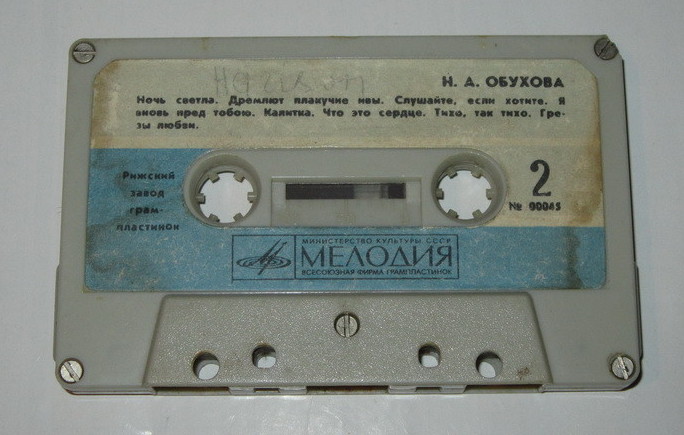 Н. А. ОБУХОВА
Ночь светла. Дремлют плакучие ивы. Слушайте, если хотите. Я
вновь пред тобою. Калитка. Что это сердце. Тихо, так тихо. Гре-
зы любви.
Рижский
завод
грам-
пластинок
2
№ 00045
МИНИСТЕРСТВО КУЛЬТУРЫ СССР
МЕЛОДИЯ
ВСЕСОЮЗНАЯ ФИРМА ГРАМПЛАСТИНОК